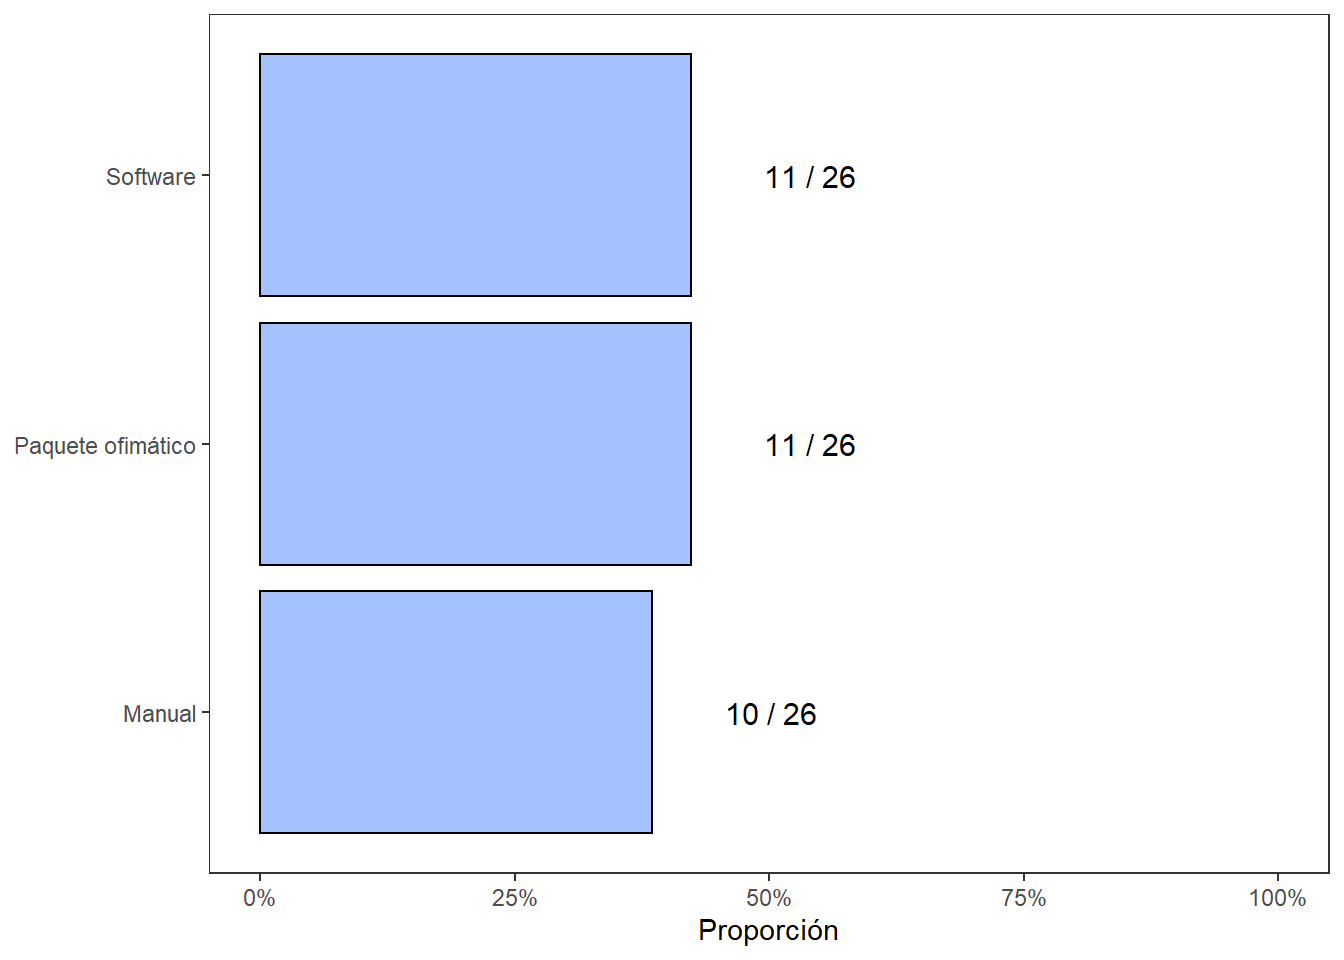 Software
11 / 26
Paquete ofimático
11 / 26
Manual
10 / 26
0% 25% 50% 75% 100%
Proporción